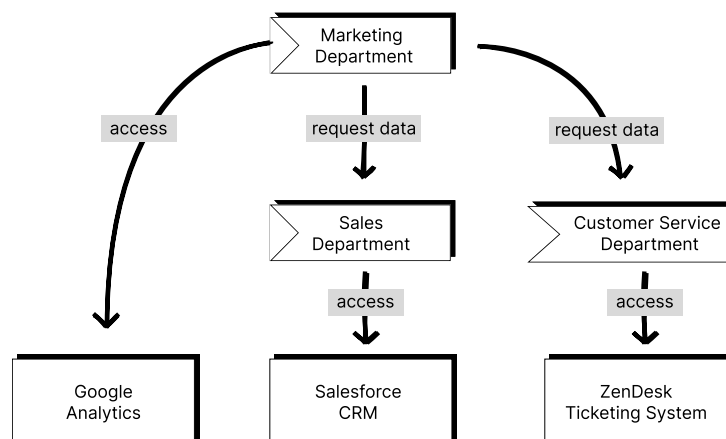 Marketing
Department
access
request data
request data
Sales
Department
Customer Service
Department
access
access
Google
Analytics
Salesforce
CRM
ZenDesk
Ticketing System